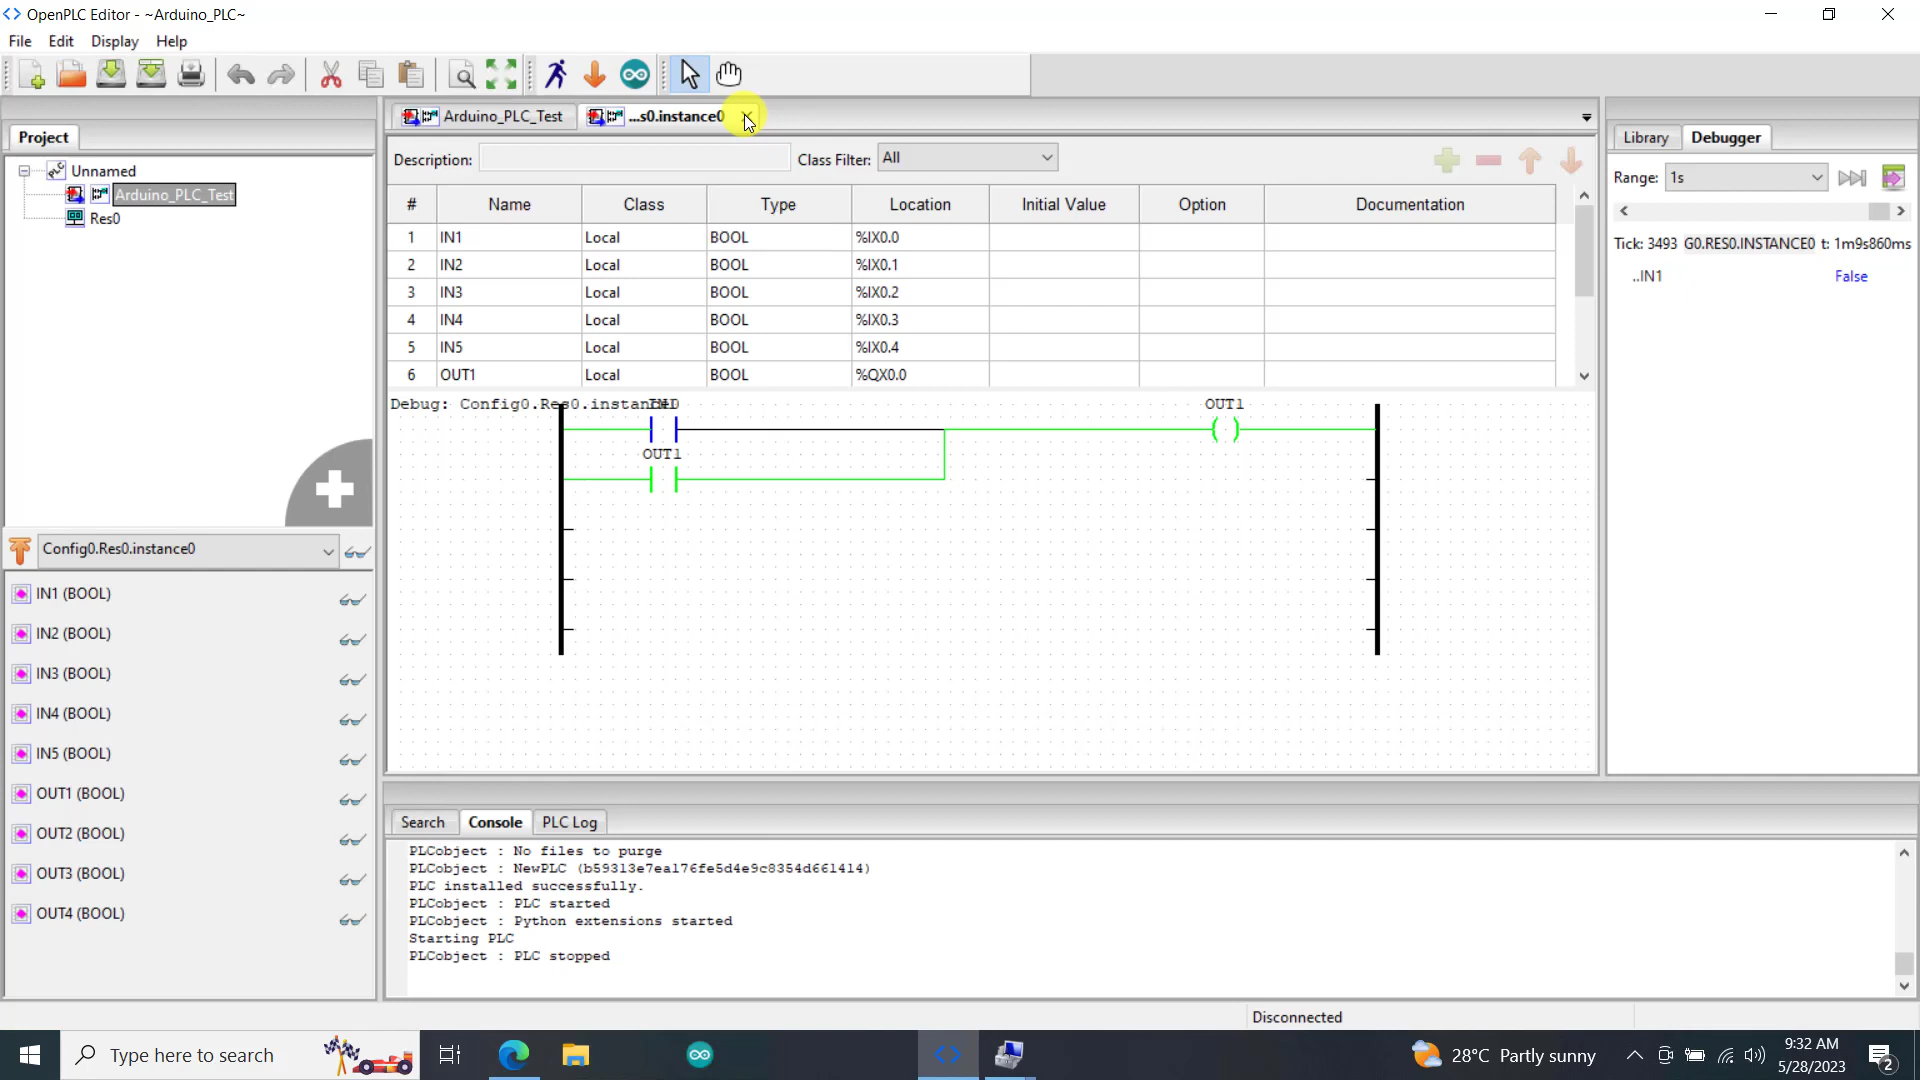 OpenPLC Editor - ~Arduino_PLC~
File Edit Display Help
Project
Unnamed
Arduino_PLC_Test
Res0
Config0.Res0.instance0
IN1 (BOOL)
IN2 (BOOL)
IN3 (BOOL)
IN4 (BOOL)
IN5 (BOOL)
OUT1 (BOOL)
OUT2 (BOOL)
OUT3 (BOOL)
OUT4 (BOOL)
Arduino_PLC_Test ...s0.instance0
Description: Class Filter: All
# Name Class Type Location Initial Value Option Documentation
1 IN1 Local BOOL %IX0.0
2 IN2 Local BOOL %IX0.1
3 IN3 Local BOOL %IX0.2
4 IN4 Local BOOL %IX0.3
5 IN5 Local BOOL %IX0.4
6 OUT1 Local BOOL %QX0.0
Debug: Config0.Res0.instance0 OUT1
OUT1
Search Console PLC Log
PLCobject : No files to purge
PLCobject : NewPLC (b59313e7ea176fe5d4e9c8354d661414)
PLC installed successfully.
PLCobject : PLC started
PLCobject : Python extensions started
Starting PLC
PLCobject : PLC stopped
Library Debugger
Range: 1s
Tick: 3493 G0.RES0.INSTANCE0 t: 1m9s860ms
..IN1 False
Disconnected
Type here to search
28°C Partly sunny
9:32 AM
5/28/2023
2